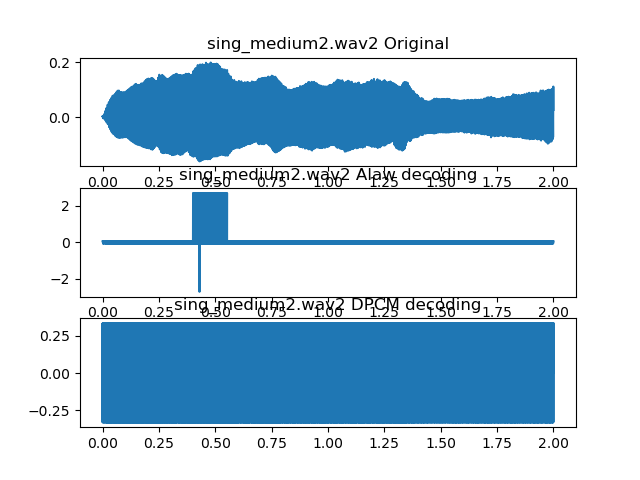 sing_medium2.wav2 Original
0.2
0.0
0.00 0.25 0.50 0.75 1.00 1.25 1.50 1.75 2.00
sing_medium2.wav2 Alaw decoding
2
0
−2
0.00 0.25 0.50 0.75 1.00 1.25 1.50 1.75 2.00
sing_medium2.wav2 DPCM decoding
0.25
0.00
−0.25
0.00 0.25 0.50 0.75 1.00 1.25 1.50 1.75 2.00